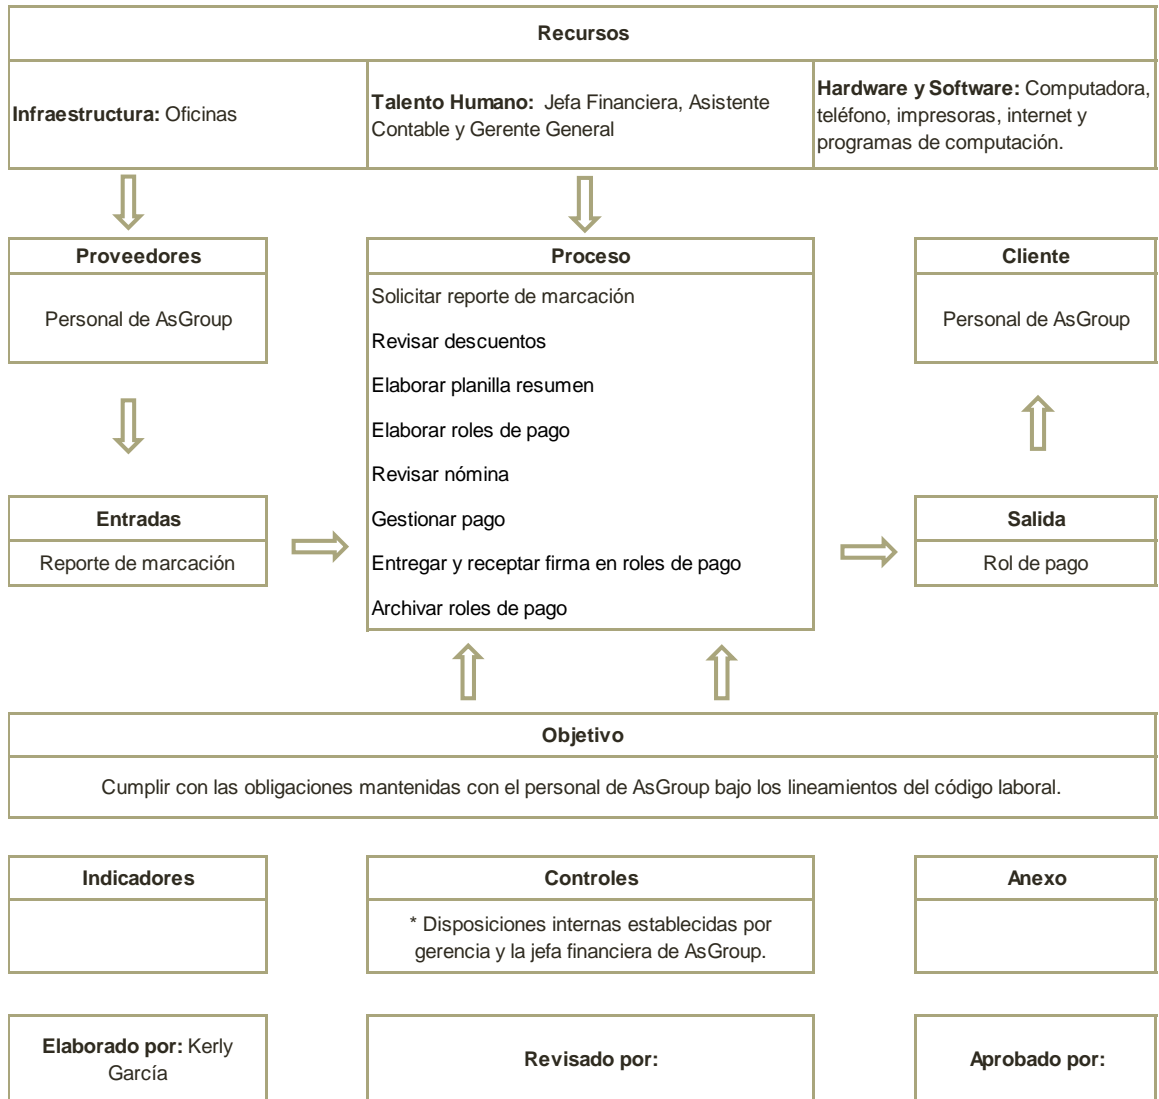 Recursos
Infraestructura: Oficinas
Talento Humano:  Jefa Financiera, Asistente
Contable y Gerente General
Hardware y Software: Computadora,
teléfono, impresoras, internet y
programas de computación.
Proveedores
Personal de AsGroup
Proceso
Solicitar reporte de marcación
Revisar descuentos
Elaborar planilla resumen
Elaborar roles de pago
Revisar nómina
Gestionar pago
Entregar y receptar firma en roles de pago
Archivar roles de pago
Cliente
Personal de AsGroup
Entradas
Reporte de marcación
Salida
Rol de pago
Objetivo
Cumplir con las obligaciones mantenidas con el personal de AsGroup bajo los lineamientos del código laboral.
Indicadores
Controles
* Disposiciones internas establecidas por
gerencia y la jefa financiera de AsGroup.
Anexo
Elaborado por: Kerly
García
Revisado por:
Aprobado por: